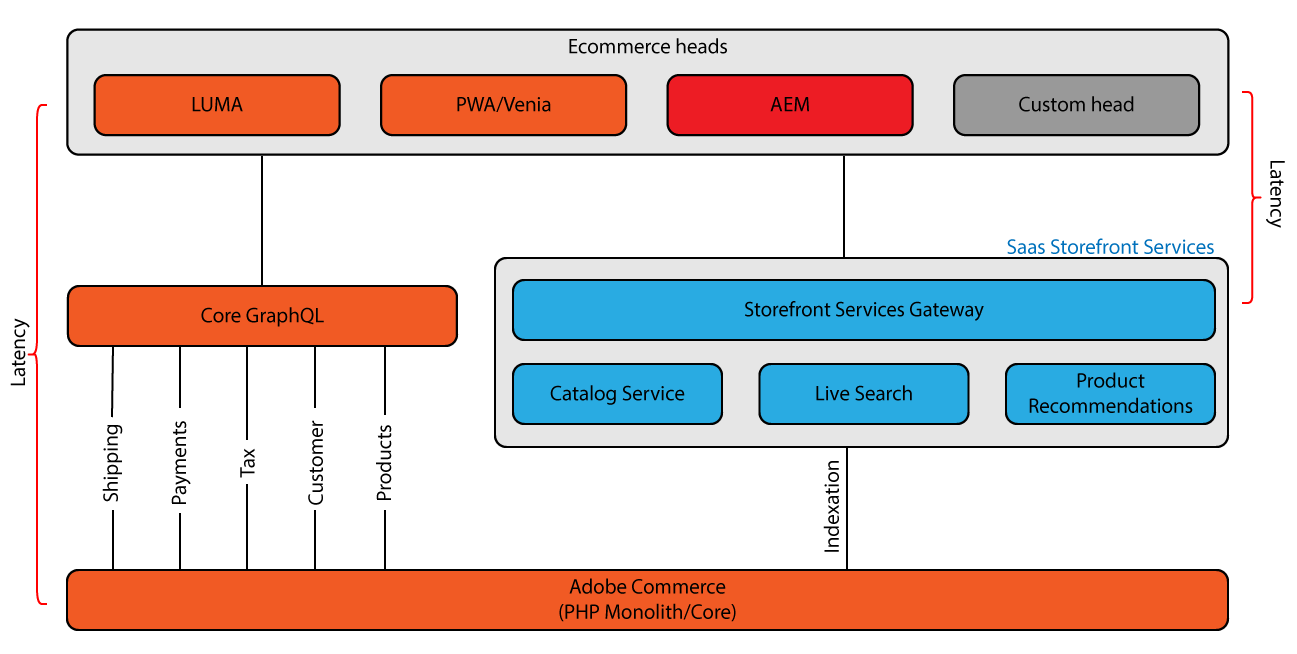 Ecommerce heads
LUMA
PWA/Venia
AEM
Custom head
Latency
Latency
Saas Storefront Services
Core GraphQL
Storefront Services Gateway
Catalog Service
Live Search
Product
Recommendations
Shipping
Payments
Tax
Customer
Products
Indexation
Adobe Commerce
(PHP Monolith/Core)